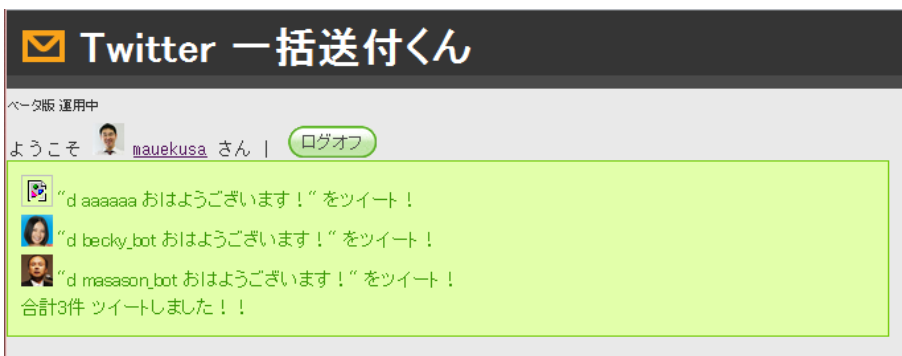 Twitter 一括送付くん
ベータ版 運用中
ようこそ mauekusa さん | ログオフ
“d aaaaaa おはようございます！“ をツイート！
“d becky_bot おはようございます！“ をツイート！
“d masason_bot おはようございます！“ をツイート！
合計3件 ツイートしました！！